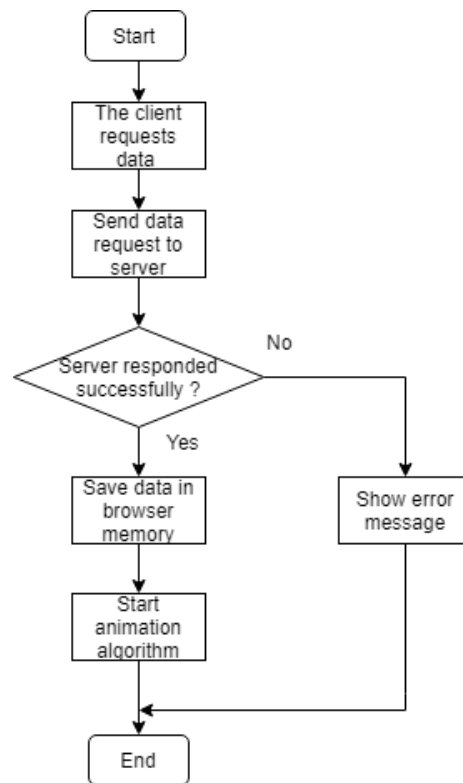 Start
The client
requests
data
Send data
request to
server
Server responded
successfully ?
No
Yes
Save data in
browser
memory
Show error
message
Start
animation
algorithm
End